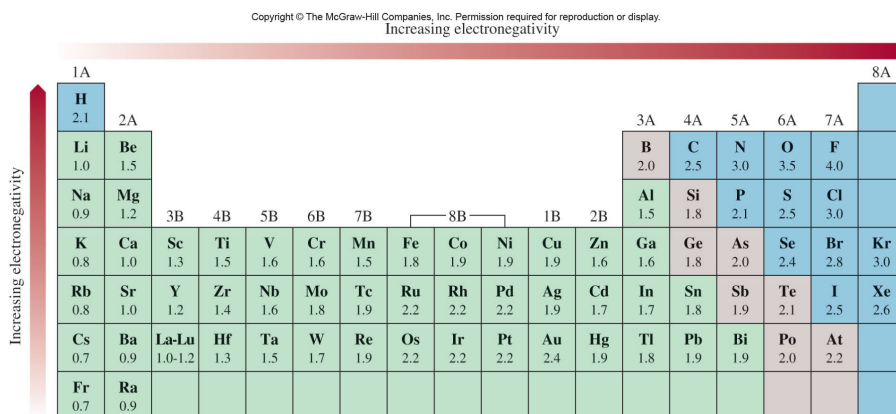 Copyright © The McGraw-Hill Companies, Inc. Permission required for reproduction or display.
Increasing electronegativity
1A 8A
H
2.1
2A 3A 4A 5A 6A 7A
Li Be B C N O F
1.0 1.5 2.0 2.5 3.0 3.5 4.0
Na Mg Al Si P S Cl
0.9 1.2 1.5 1.8 2.1 2.5 3.0
3B 4B 5B 6B 7B 8B 1B 2B
K Ca Sc Ti V Cr Mn Fe Co Ni Cu Zn Ga Ge As Se Br Kr
0.8 1.0 1.3 1.5 1.6 1.6 1.5 1.8 1.9 1.9 1.9 1.6 1.6 1.8 2.0 2.4 2.8 3.0
Rb Sr Y Zr Nb Mo Tc Ru Rh Pd Ag Cd In Sn Sb Te I Xe
0.8 1.0 1.2 1.4 1.6 1.8 1.9 2.2 2.2 2.2 1.9 1.7 1.7 1.8 1.9 2.1 2.5 2.6
Cs Ba La-Lu Hf Ta W Re Os Ir Pt Au Hg Tl Pb Bi Po At
0.7 0.9 1.0-1.2 1.3 1.5 1.7 1.9 2.2 2.2 2.2 2.4 1.9 1.8 1.9 1.9 2.0 2.2
Fr Ra
0.7 0.9
Increasing electronegativity